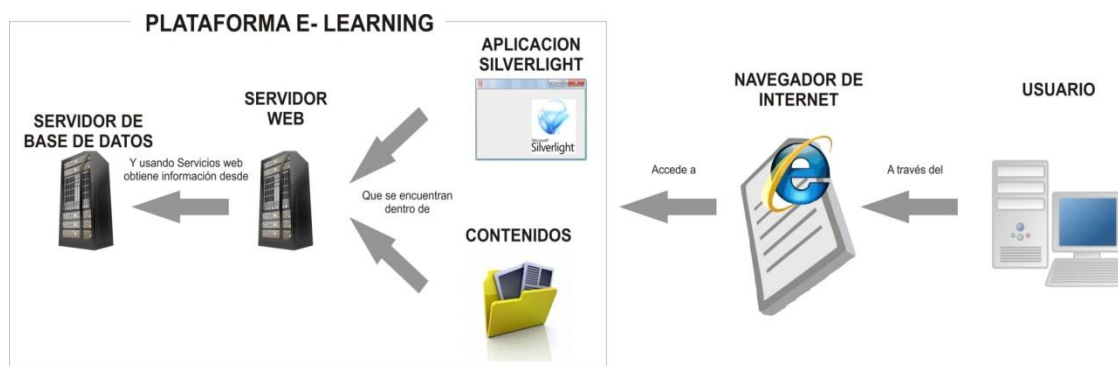 PLATAFORMA E- LEARNING
APLICACION
SILVERLIGHT
Silverlight
SERVIDOR
WEB
SERVIDOR DE
BASE DE DATOS
Y usando Servicios web
obtiene información desde
Que se encuentran
dentro de
CONTENIDOS
Accede a
NAVEGADOR DE
INTERNET
A través del
USUARIO